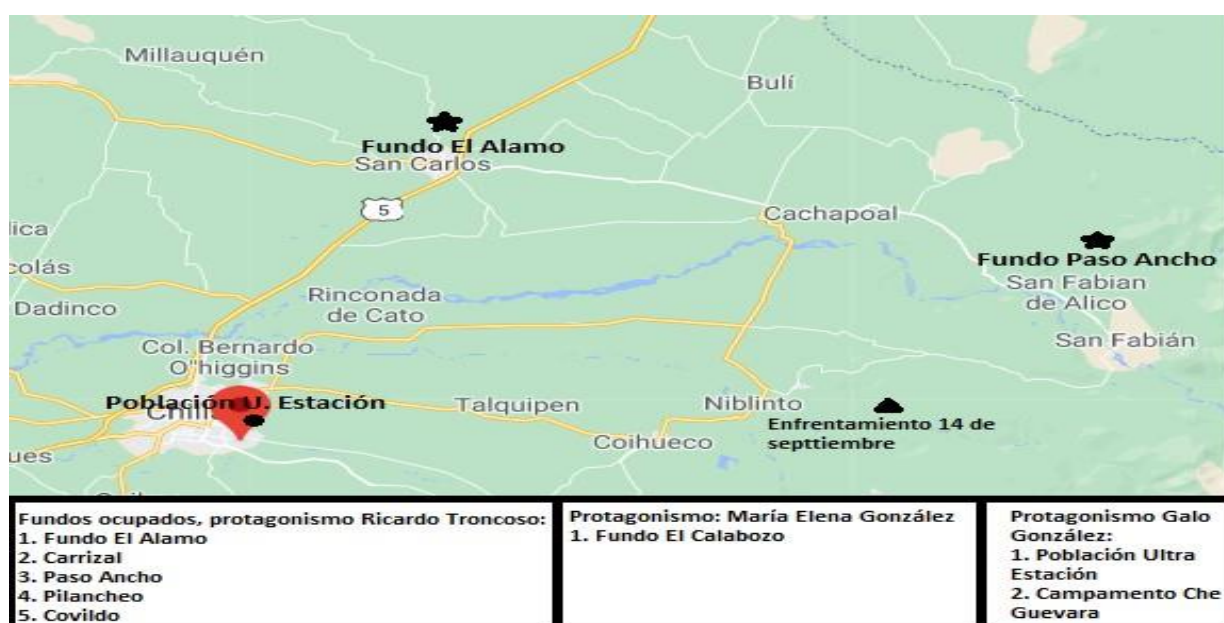 Millauquén
Bulí
Fundo El Alamo
San Carlos
5
Cachapoal
ica
colás
Fundo Paso Ancho
San Fabian
de Alico
Dadinco
Rinconada
de Cato
San Fabián
Col. Bernardo
O"higgins
Población U. Estación
Chill
Talquipen
Niblinto
Enfrentamiento 14 de
septtiembre
Coihueco
ues
Fundos ocupados, protagonismo Ricardo Troncoso:
1. Fundo El Alamo
2. Carrizal
3. Paso Ancho
4. Pilancheo
5. Covildo
Protagonismo: María Elena González
1. Fundo El Calabozo
Protagonismo Galo
González:
1. Población Ultra
Estación
2. Campamento Che
Guevara